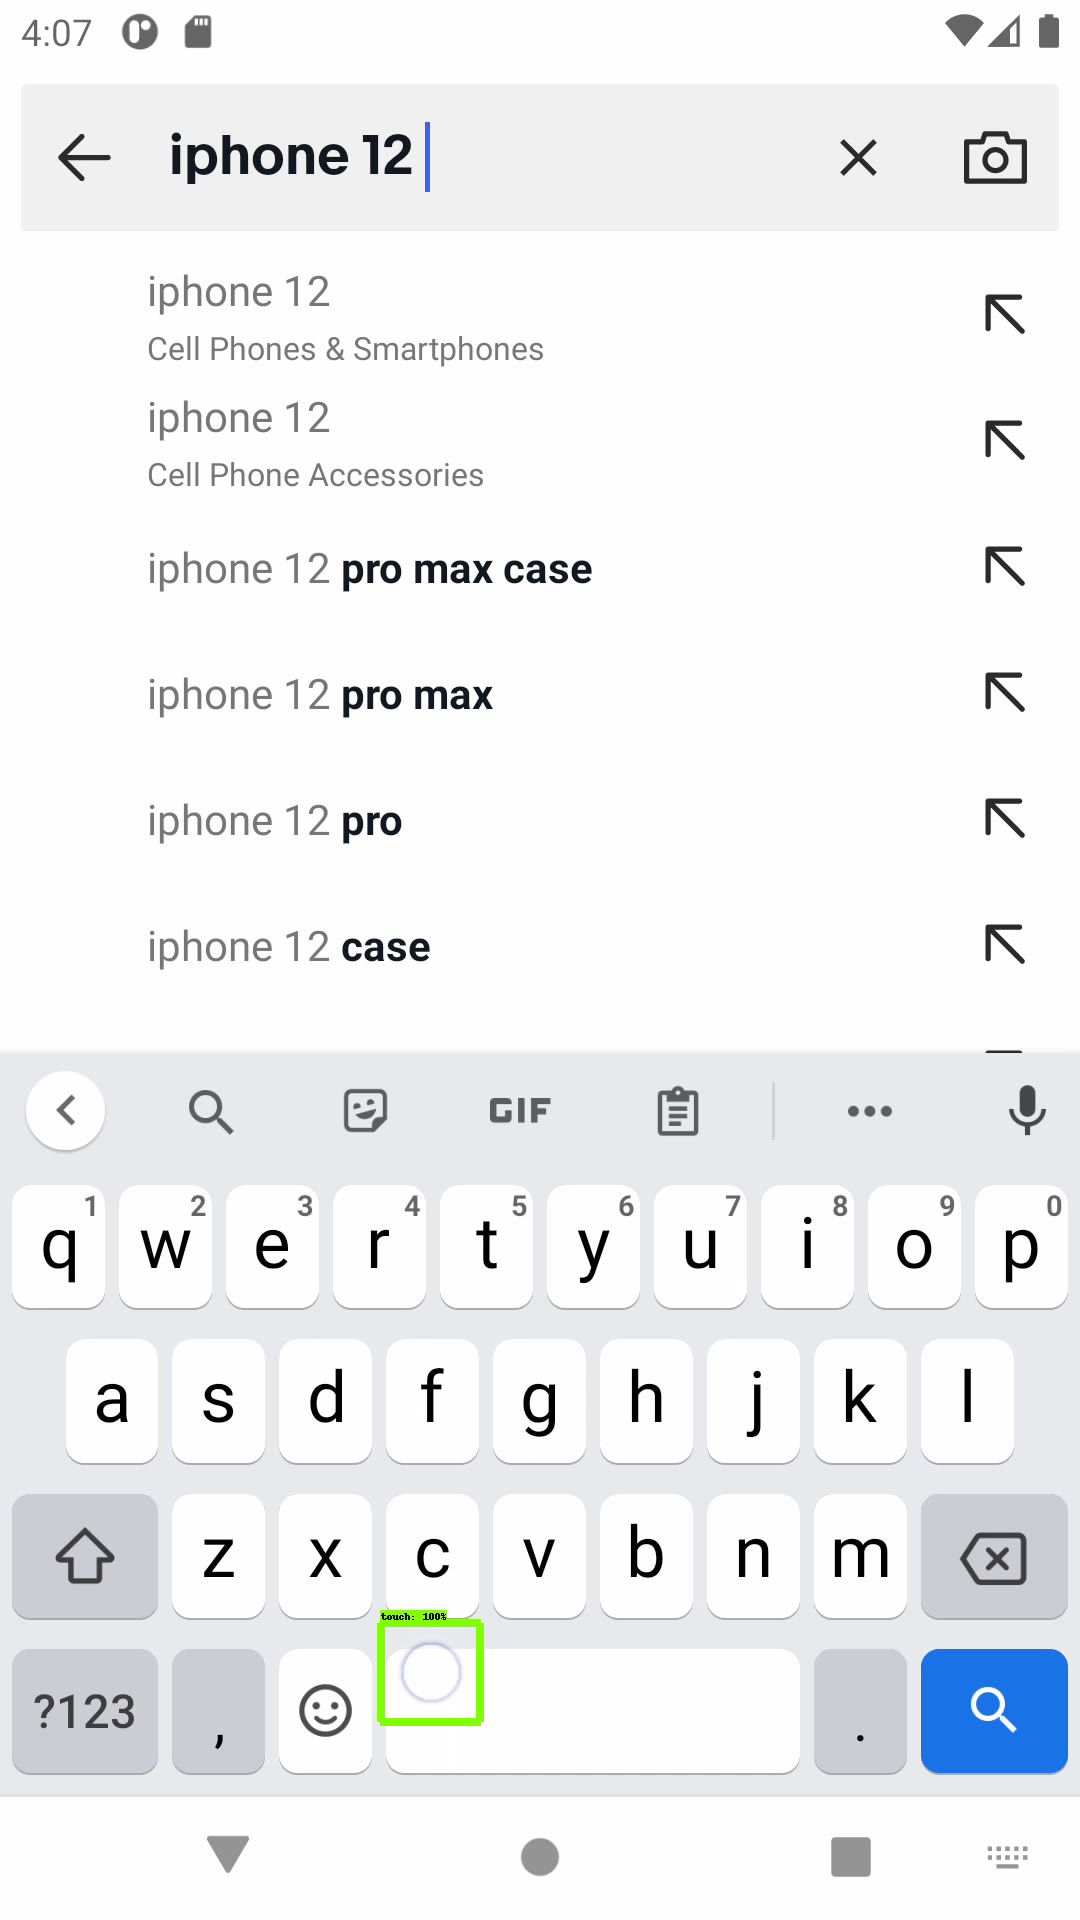 4:07
iphone 12
iphone 12
Cell Phones & Smartphones
iphone 12
Cell Phone Accessories
iphone 12 pro max case
iphone 12 pro max
iphone 12 pro
iphone 12 case
GIF
q 1 w 2 e 3 r 4 t 5 y 6 u 7 i 8 o 9 p 0
a s d f g h j k l
z x c v b n m
touch: 100%
?123 , .